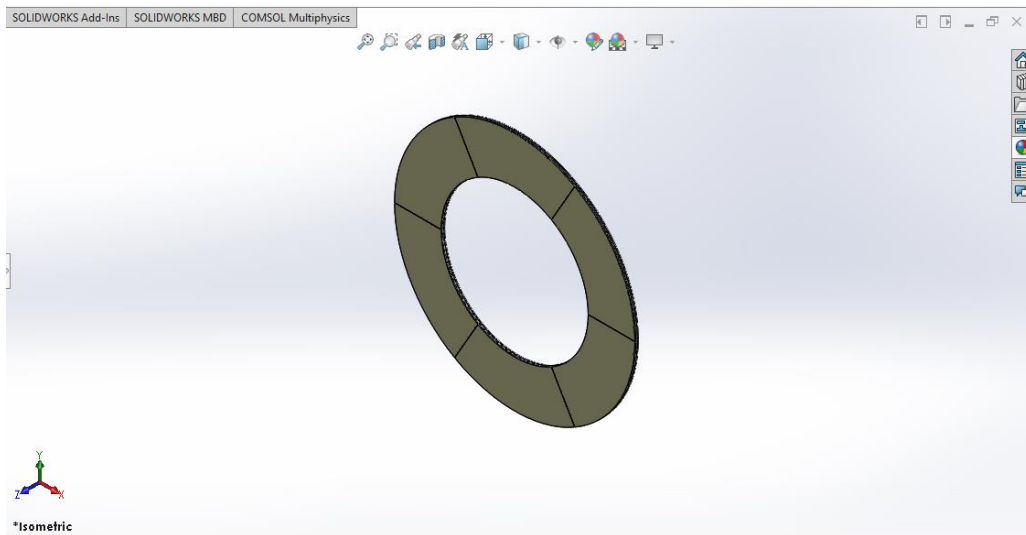 SOLIDWORKS Add-Ins SOLIDWORKS MBD COMSOL Multiphysics
Y
Z X
*Isometric